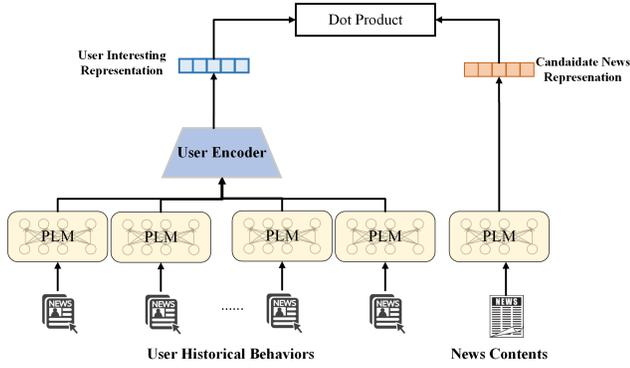 Dot Product
User Interesting
Representation
Candaidate News
Represenation
User Encoder
PLM
PLM
PLM
PLM
PLM
NEWS
NEWS
......
NEWS
NEWS
NEWS
User Historical Behaviors
News Contents